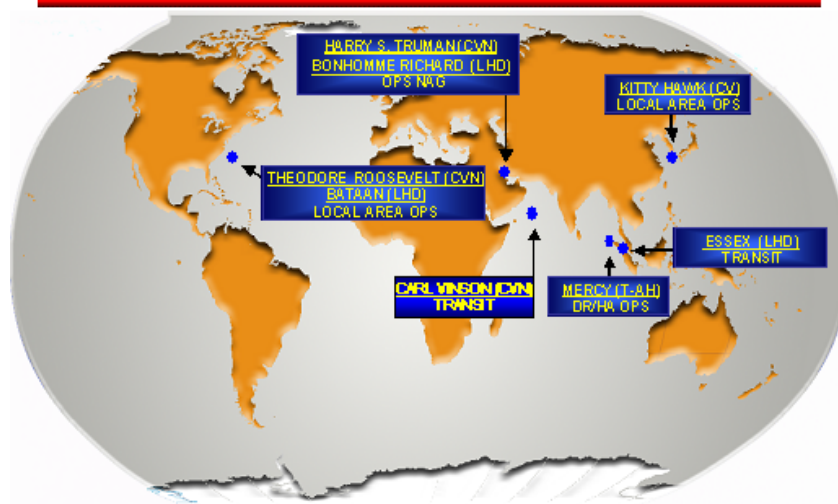 HARRY S. TRUMAN (CVN)
BONHOMME RICHARD (LHD)
OPS NAG
KITTY HAWK (CV)
LOCAL AREA OPS
THEODORE ROOSEVELT (CVN)
BATAAN (LHD)
LOCAL AREA OPS
ESSEX (LHD)
TRANSIT
CARL VINSON (CVN)
TRANSIT
MERCY (T-AH)
DR/HA OPS